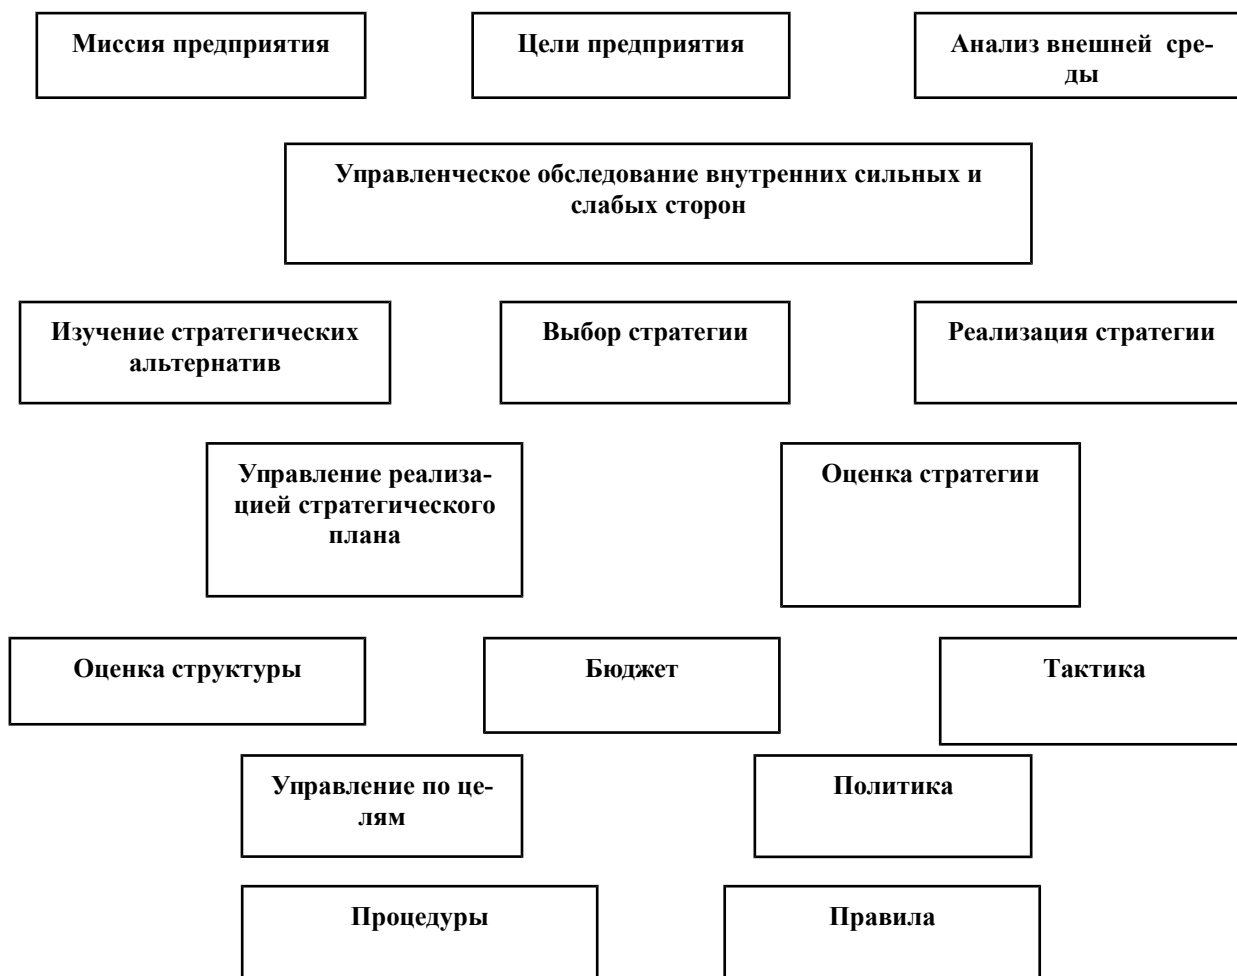 Миссия предприятия
Цели предприятия
Анализ внешней сре-
ды
Управленческое обследование внутренних сильных и
слабых сторон
Изучение стратегических
альтернатив
Выбор стратегии
Реализация стратегии
Управление реализа-
цией стратегического
плана
Оценка стратегии
Оценка структуры
Бюджет
Тактика
Управление по це-
лям
Политика
Процедуры
Правила